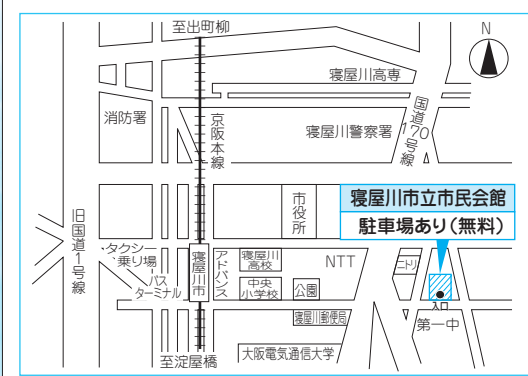 至出町柳
N
寝屋川高専
消防署
京阪本線
寝屋川警察署
国道170号線
市役所
寝屋川市立市民会館
駐車場あり(無料)
旧国道1号線
タクシー
乗り場
バス
ターミナル
寝屋川市
アドバンス
寝屋川
高校
中央
小学校
公園
NTT
ニトリ
入口
寝屋川郵便局
第一中
大阪電気通信大学
至淀屋橋